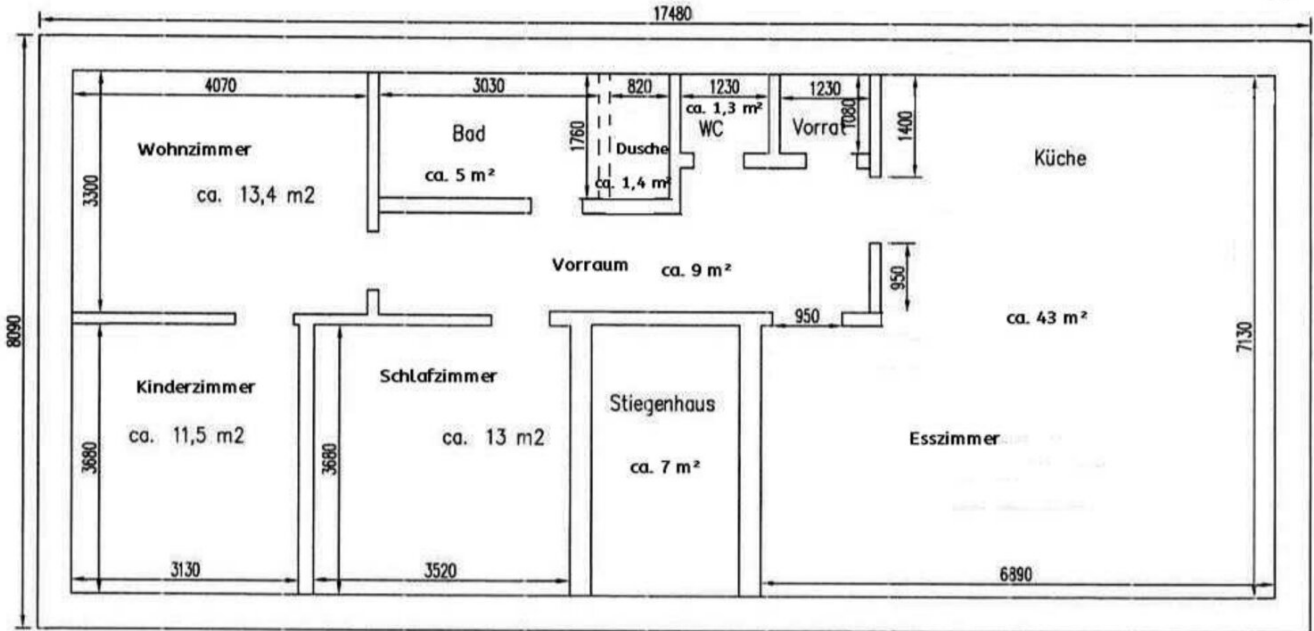 17480
4070
3030
820
1230
1230
ca. 1,3 m²
WC
1080
Vorrat
1400
Bad
1760
Dusche
Küche
Wohnzimmer
ca. 5 m²
ca. 1,4 m²
ca. 13,4 m2
3300
Vorraum
ca. 9 m²
950
950
ca. 43 m²
8090
7130
Kinderzimmer
Schlafzimmer
Stiegenhaus
ca. 11,5 m2
ca. 13 m2
Esszimmer
3680
3680
ca. 7 m²
3130
3520
6890